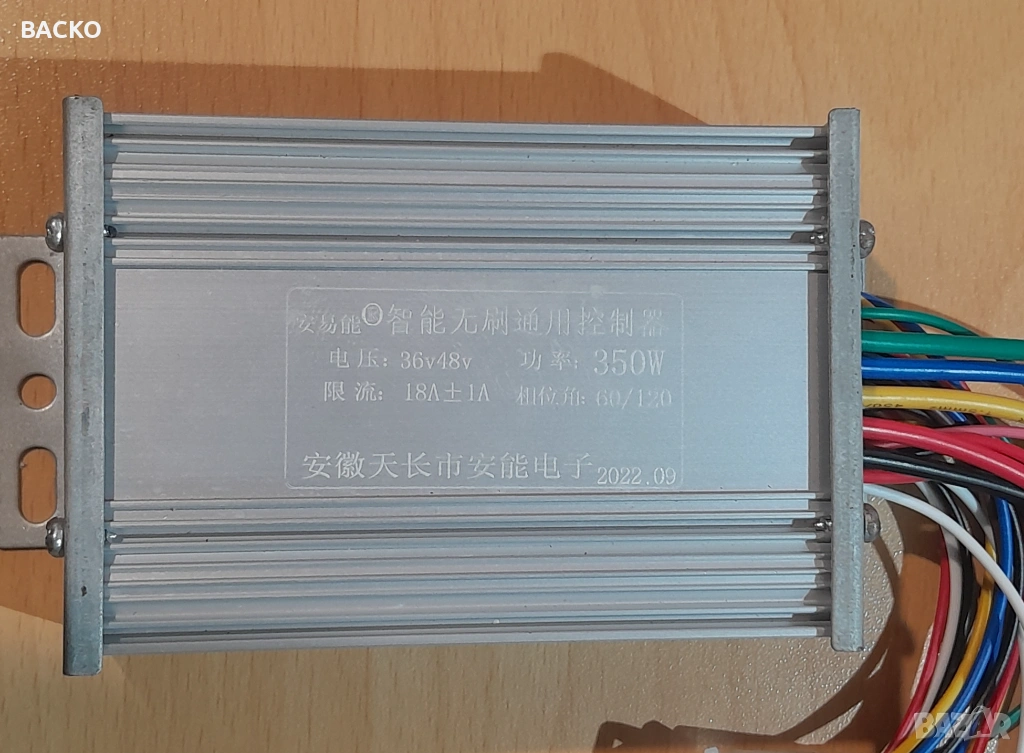 BACKO
安易能 智能无刷通用控制器
电压: 36v48v 功率: 350W
限流: 18A±1A 相位角: 60/120
安徽天长市安能电子 2022.09
BAZAR